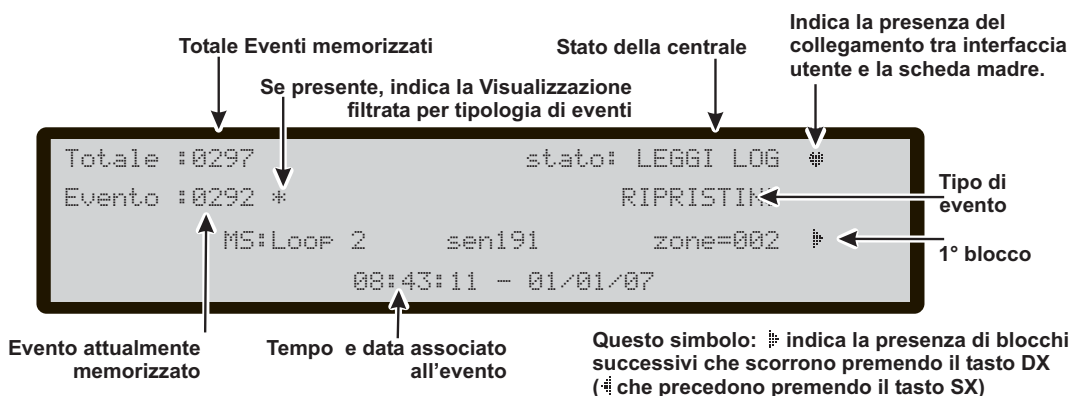 Indica la presenza del
collegamento tra interfaccia
utente e la scheda madre.
Totale Eventi memorizzati
Stato della centrale
Se presente, indica la Visualizzazione
filtrata per tipologia di eventi
Totale :0297 stato: LEGGI LOG
Evento :0292 * RIPRISTINI
MS:Loop 2 sen191 zone=002
08:43:11 - 01/01/07
Tipo di
evento
1° blocco
Evento attualmente
memorizzato
Tempo e data associato
all'evento
Questo simbolo: indica la presenza di blocchi
successivi che scorrono premendo il tasto DX
( che precedono premendo il tasto SX)